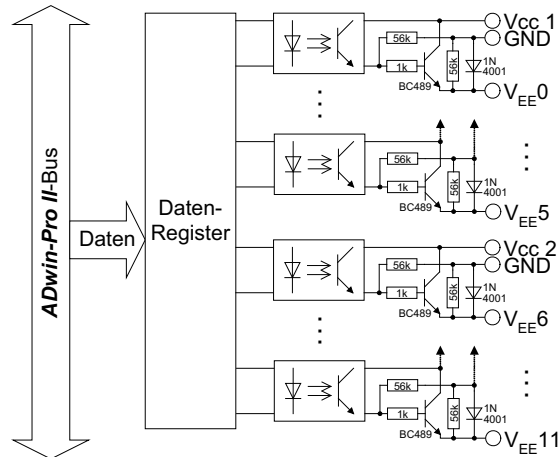 ADwin-Pro II-Bus
Daten
Daten-
Register
Vcc 1
GND
56k
1k
56k
1N
4001
BC489
VEE0
56k
1k
56k
1N
4001
BC489
VEE5
Vcc 2
GND
56k
1k
56k
1N
4001
BC489
VEE6
56k
1k
56k
1N
4001
BC489
VEE11